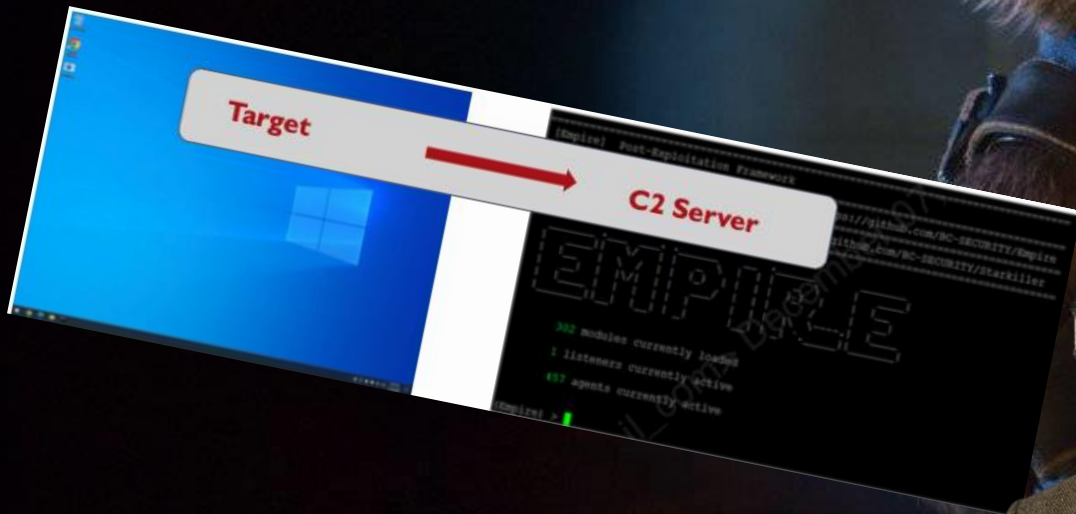 Target
C2 Server
[Empire] Post-Exploitation Framework
://github.com/BC-SECURITY/Empire
github.com/BC-SECURITY/Starkiller
EMPIRE
302 modules currently loaded
1 listeners currently active
457 agents currently active
(Empire) >